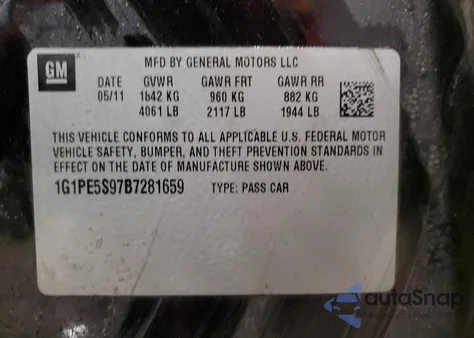 GM
MFD BY GENERAL MOTORS LLC
DATE GVWR GAWR FRT GAWR RR
05/11 1842 KG 960 KG 882 KG
4061 LB 2117 LB 1944 LB
THIS VEHICLE CONFORMS TO ALL APPLICABLE U.S. FEDERAL MOTOR
VEHICLE SAFETY, BUMPER, AND THEFT PREVENTION STANDARDS IN
EFFECT ON THE DATE OF MANUFACTURE SHOWN ABOVE.
1G1PE5S97B7281659 TYPE: PASS CAR
autoSnap